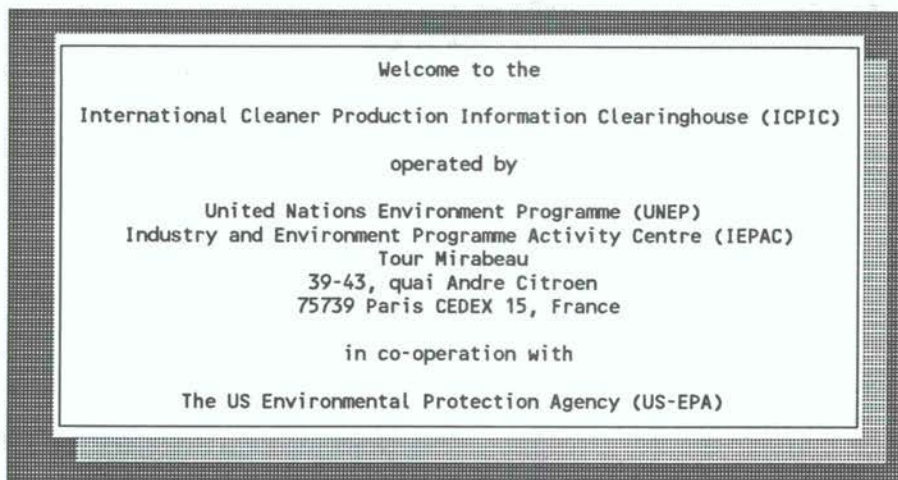 Welcome to the
International Cleaner Production Information Clearinghouse (ICPIC)
operated by
United Nations Environment Programme (UNEP)
Industry and Environment Programme Activity Centre (IEPAC)
Tour Mirabeau
39-43, quai Andre Citroen
75739 Paris CEDEX 15, France
in co-operation with
The US Environmental Protection Agency (US-EPA)